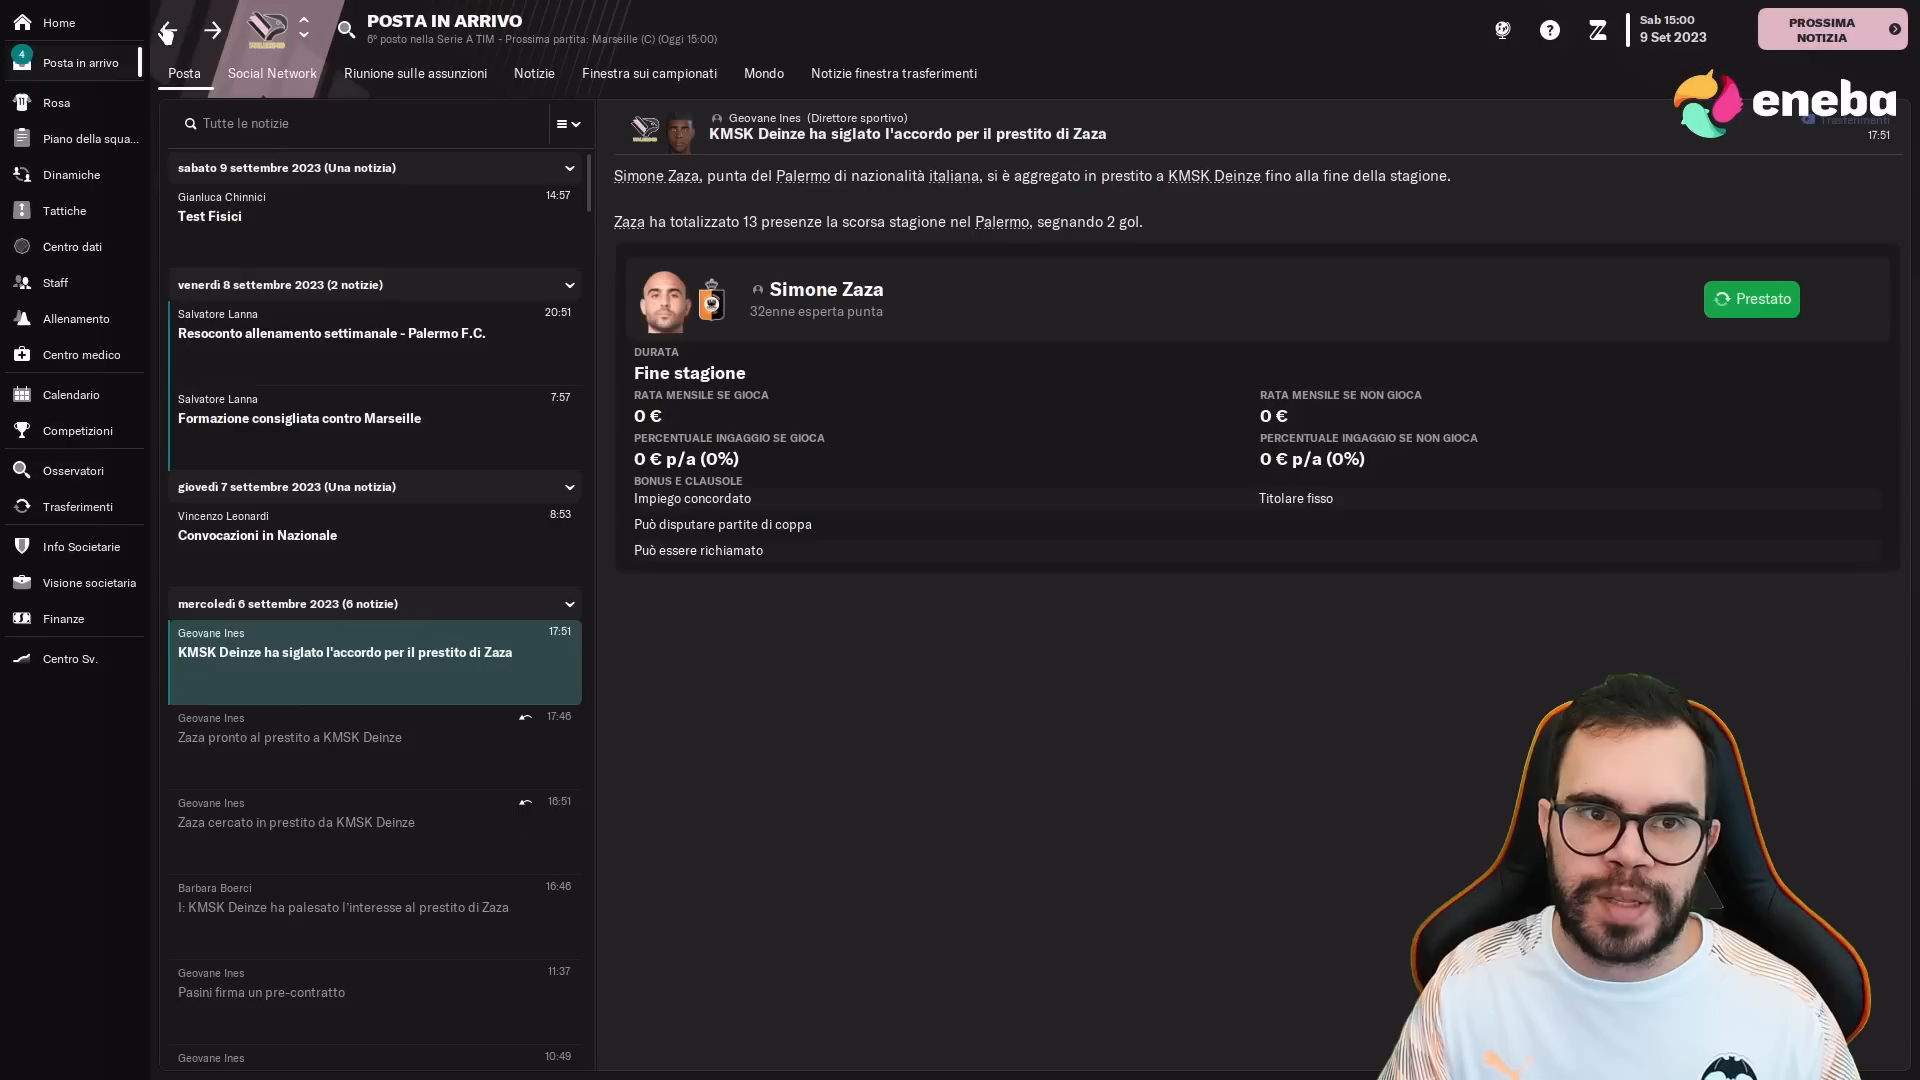 Home
4
Posta in arrivo
Rosa
Piano della squa...
Dinamiche
Tattiche
Centro dati
Staff
Allenamento
Centro medico
Calendario
Competizioni
Osservatori
Trasferimenti
Info Societarie
Visione societaria
Finanze
Centro Sv.
POSTA IN ARRIVO
6° posto nella Serie A TIM - Prossima partita: Marseille (C) (Oggi 15:00)
Sab 15:00
9 Set 2023
PROSSIMA
NOTIZIA
Posta
Social Network
Riunione sulle assunzioni
Notizie
Finestra sui campionati
Mondo
Notizie finestra trasferimenti
eneba
Tutte le notizie
sabato 9 settembre 2023 (Una notizia)
Gianluca Chinnici 14:57
Test Fisici
venerdì 8 settembre 2023 (2 notizie)
Salvatore Lanna 20:51
Resoconto allenamento settimanale - Palermo F.C.
Salvatore Lanna 7:57
Formazione consigliata contro Marseille
giovedì 7 settembre 2023 (Una notizia)
Vincenzo Leonardi 8:53
Convocazioni in Nazionale
mercoledì 6 settembre 2023 (6 notizie)
Geovane Ines 17:51
KMSK Deinze ha siglato l'accordo per il prestito di Zaza
Geovane Ines 17:46
Zaza pronto al prestito a KMSK Deinze
Geovane Ines 16:51
Zaza cercato in prestito da KMSK Deinze
Barbara Boerci 16:46
I: KMSK Deinze ha palesato l'interesse al prestito di Zaza
Geovane Ines 11:37
Pasini firma un pre-contratto
Geovane Ines 10:49
Geovane Ines (Direttore sportivo)
KMSK Deinze ha siglato l'accordo per il prestito di Zaza
Trasferimenti
17:51
Simone Zaza, punta del Palermo di nazionalità italiana, si è aggregato in prestito a KMSK Deinze fino alla fine della stagione.
Zaza ha totalizzato 13 presenze la scorsa stagione nel Palermo, segnando 2 gol.
Simone Zaza
32enne esperta punta
Prestato
DURATA
Fine stagione
RATA MENSILE SE GIOCA
RATA MENSILE SE NON GIOCA
0 €
0 €
PERCENTUALE INGAGGIO SE GIOCA
PERCENTUALE INGAGGIO SE NON GIOCA
0 € p/a (0%)
0 € p/a (0%)
BONUS E CLAUSOLE
Impiego concordato
Titolare fisso
Può disputare partite di coppa
Può essere richiamato